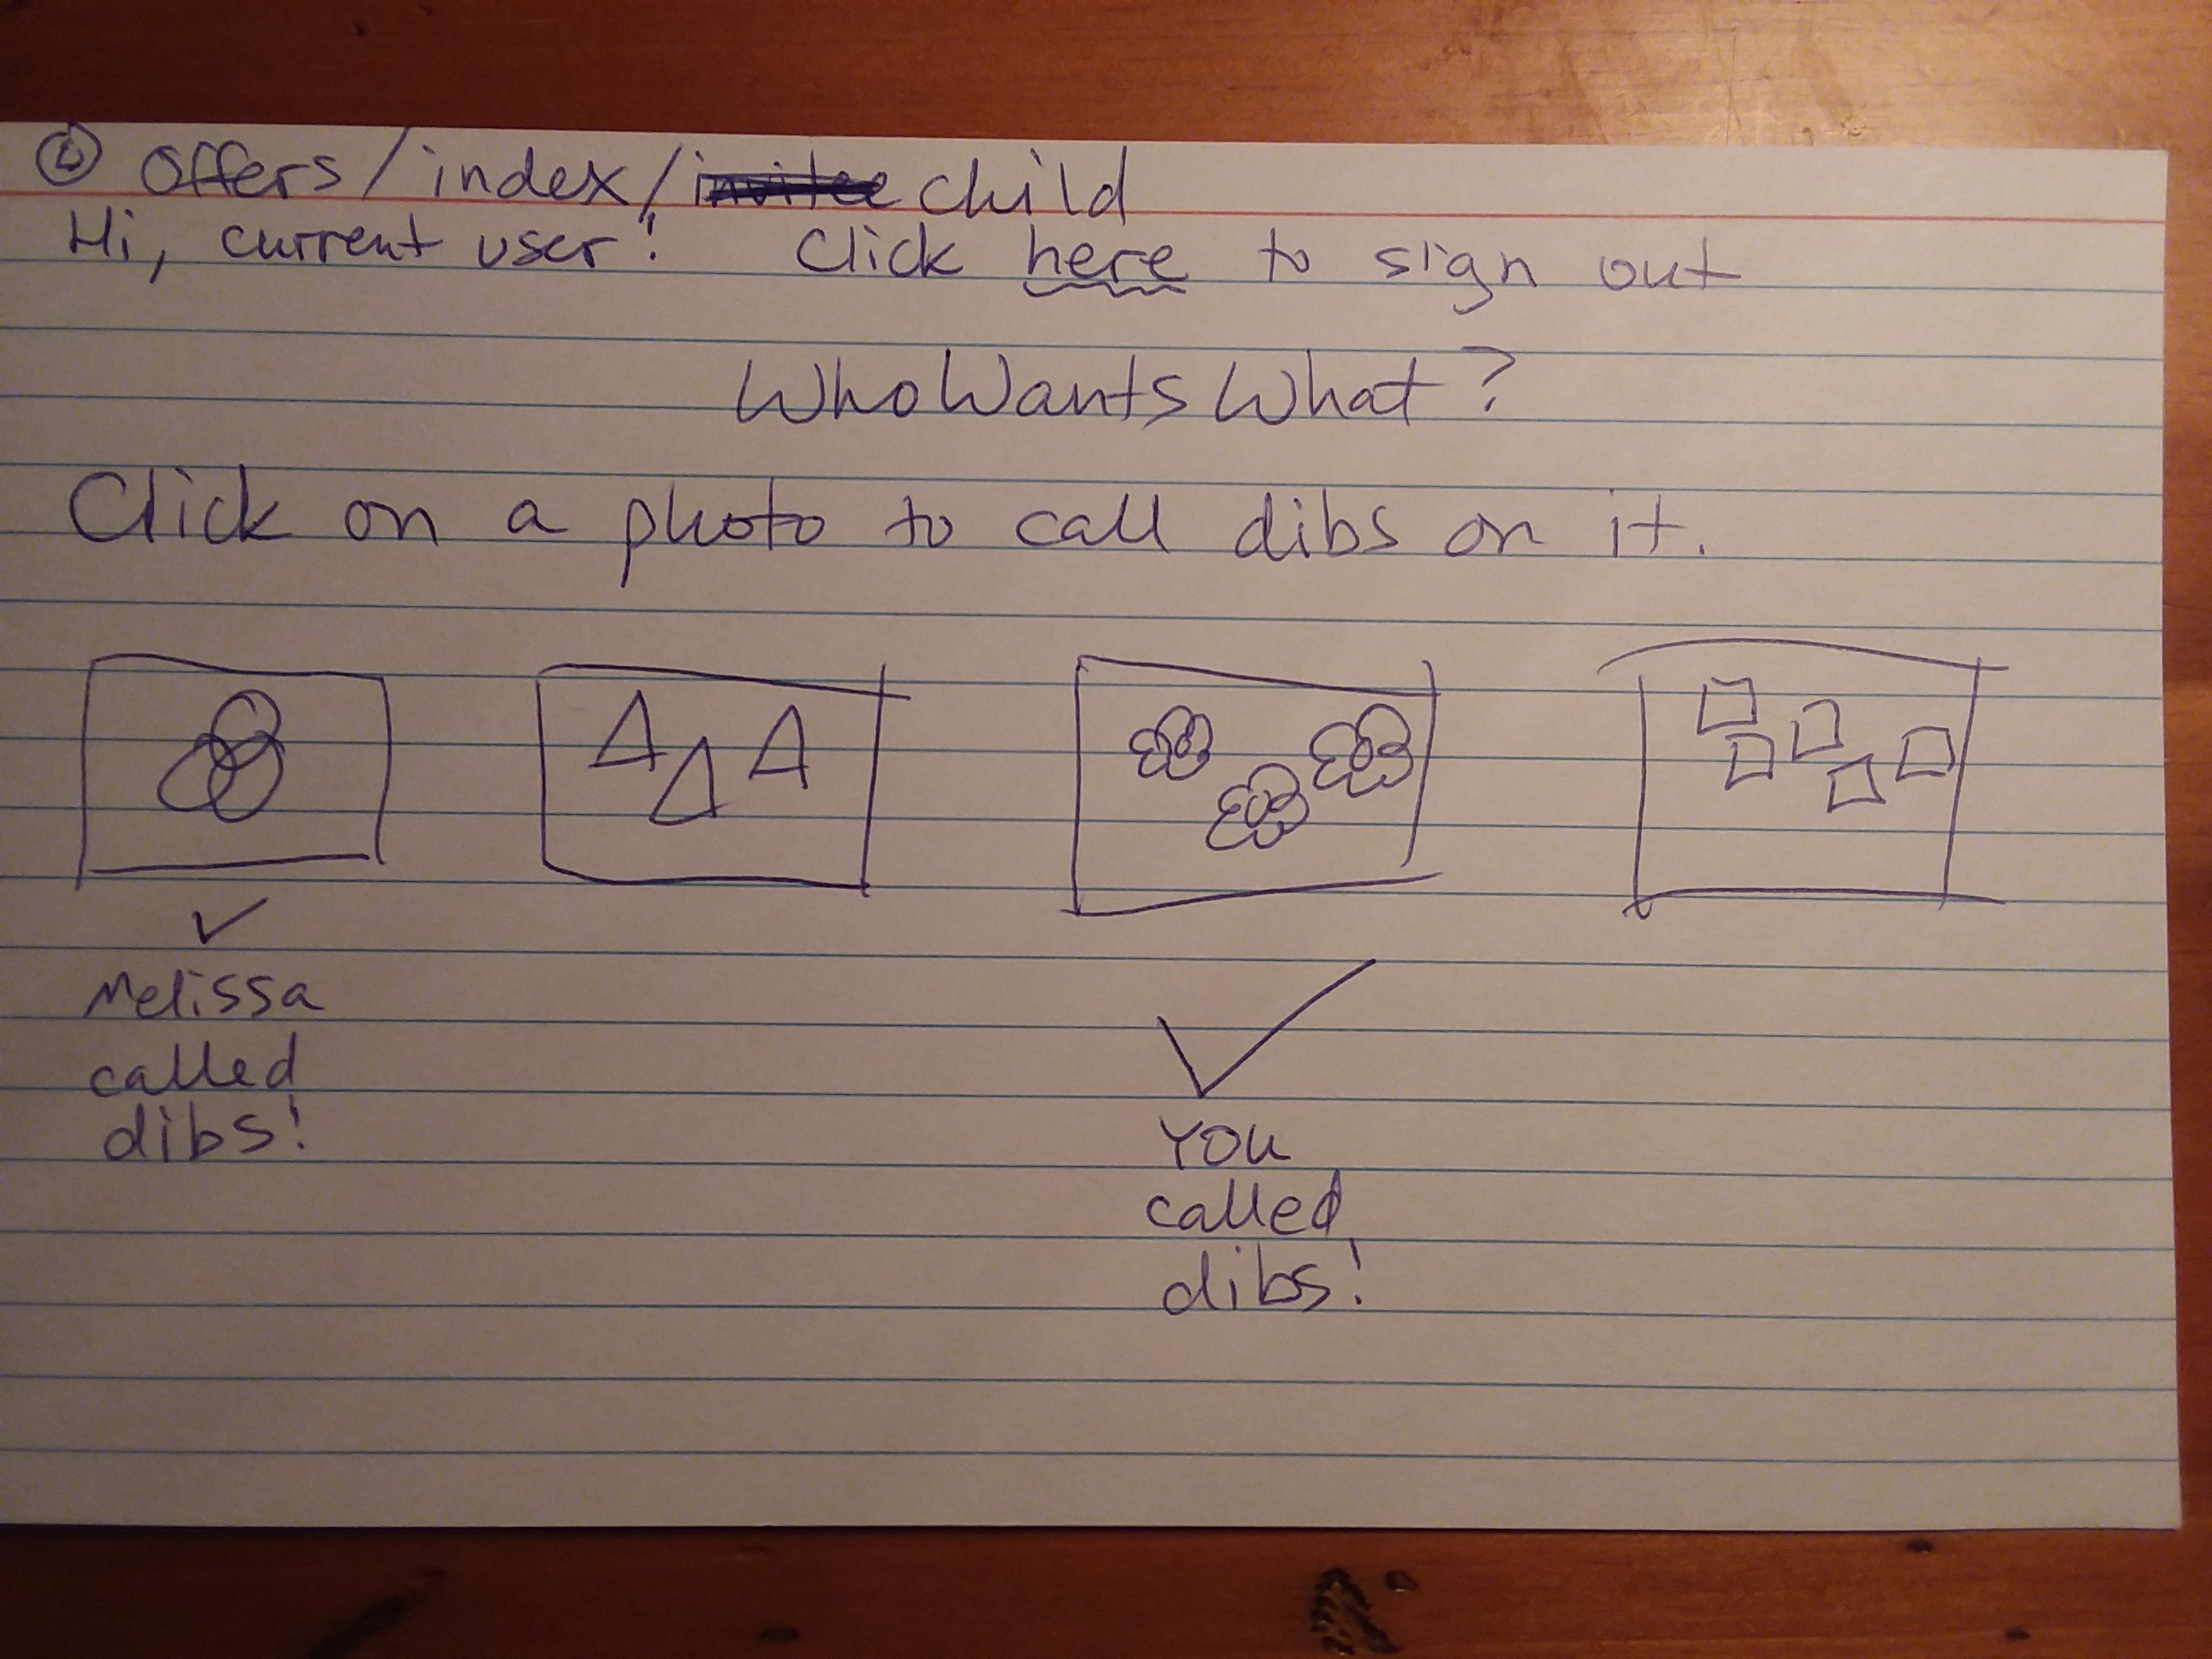 ⑥ Offers/index/child
Hi, current user! Click here to sign out
WhoWantsWhat?
Click on a photo to call dibs on it.
✓ ✓
Melissa
called
dibs!
You
called
dibs!